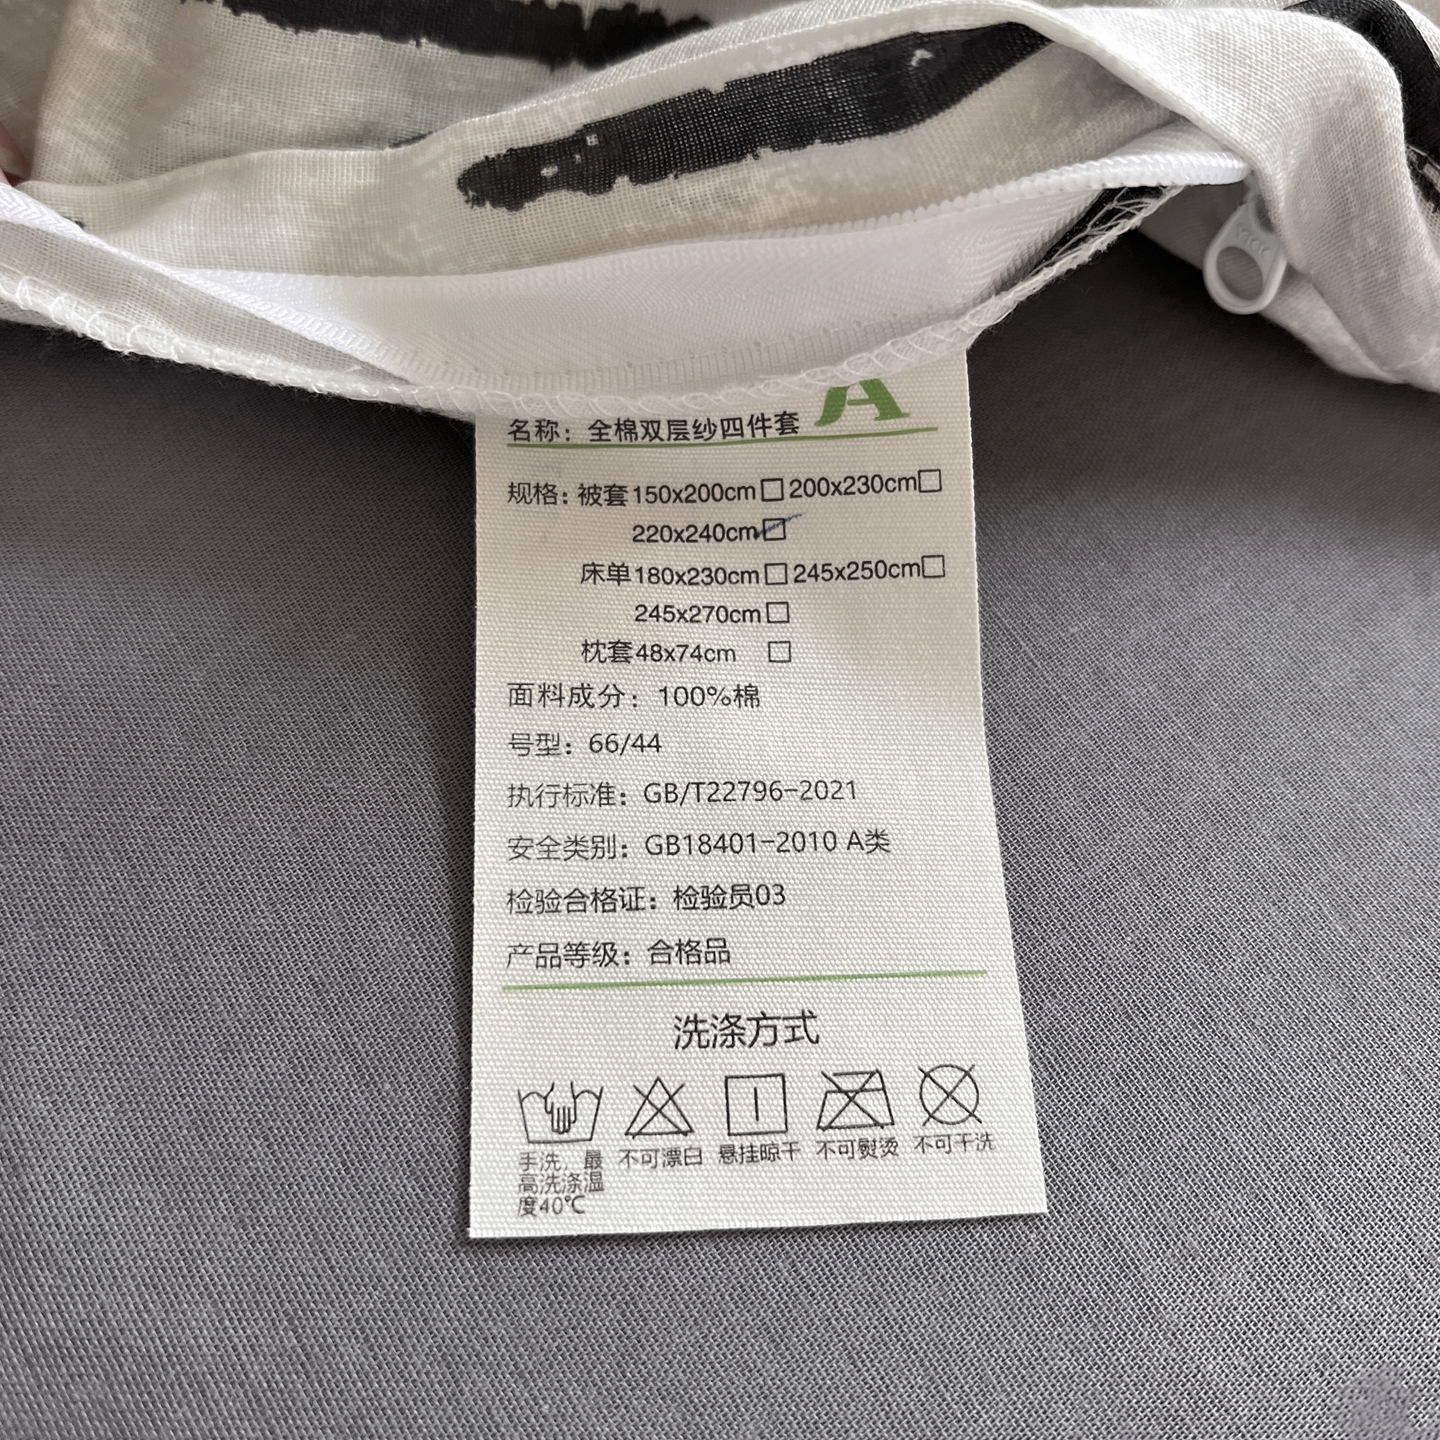 A
名称：全棉双层纱四件套
规格：被套150x200cm□ 200x230cm□
220x240cm☑
床单180x230cm□ 245x250cm□
245x270cm□
枕套48x74cm □
面料成分：100%棉
号型：66/44
执行标准：GB/T22796-2021
安全类别：GB18401-2010 A类
检验合格证：检验员03
产品等级：合格品
洗涤方式
手洗，最高洗涤温度40℃
不可漂白
悬挂晾干
不可熨烫
不可干洗